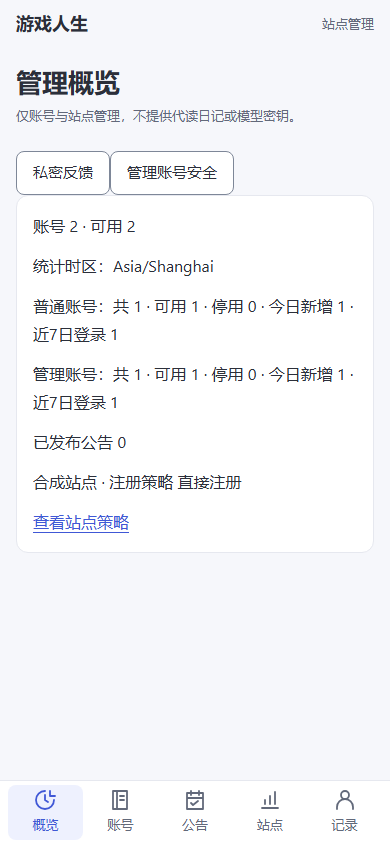 游戏人生
站点管理
管理概览
仅账号与站点管理，不提供代读日记或模型密钥。
私密反馈
管理账号安全
账号 2 · 可用 2
统计时区：Asia/Shanghai
普通账号：共 1 · 可用 1 · 停用 0 · 今日新增 1 ·
近7日登录 1
管理账号：共 1 · 可用 1 · 停用 0 · 今日新增 1 ·
近7日登录 1
已发布公告 0
合成站点 · 注册策略 直接注册
查看站点策略
概览
账号
公告
站点
记录